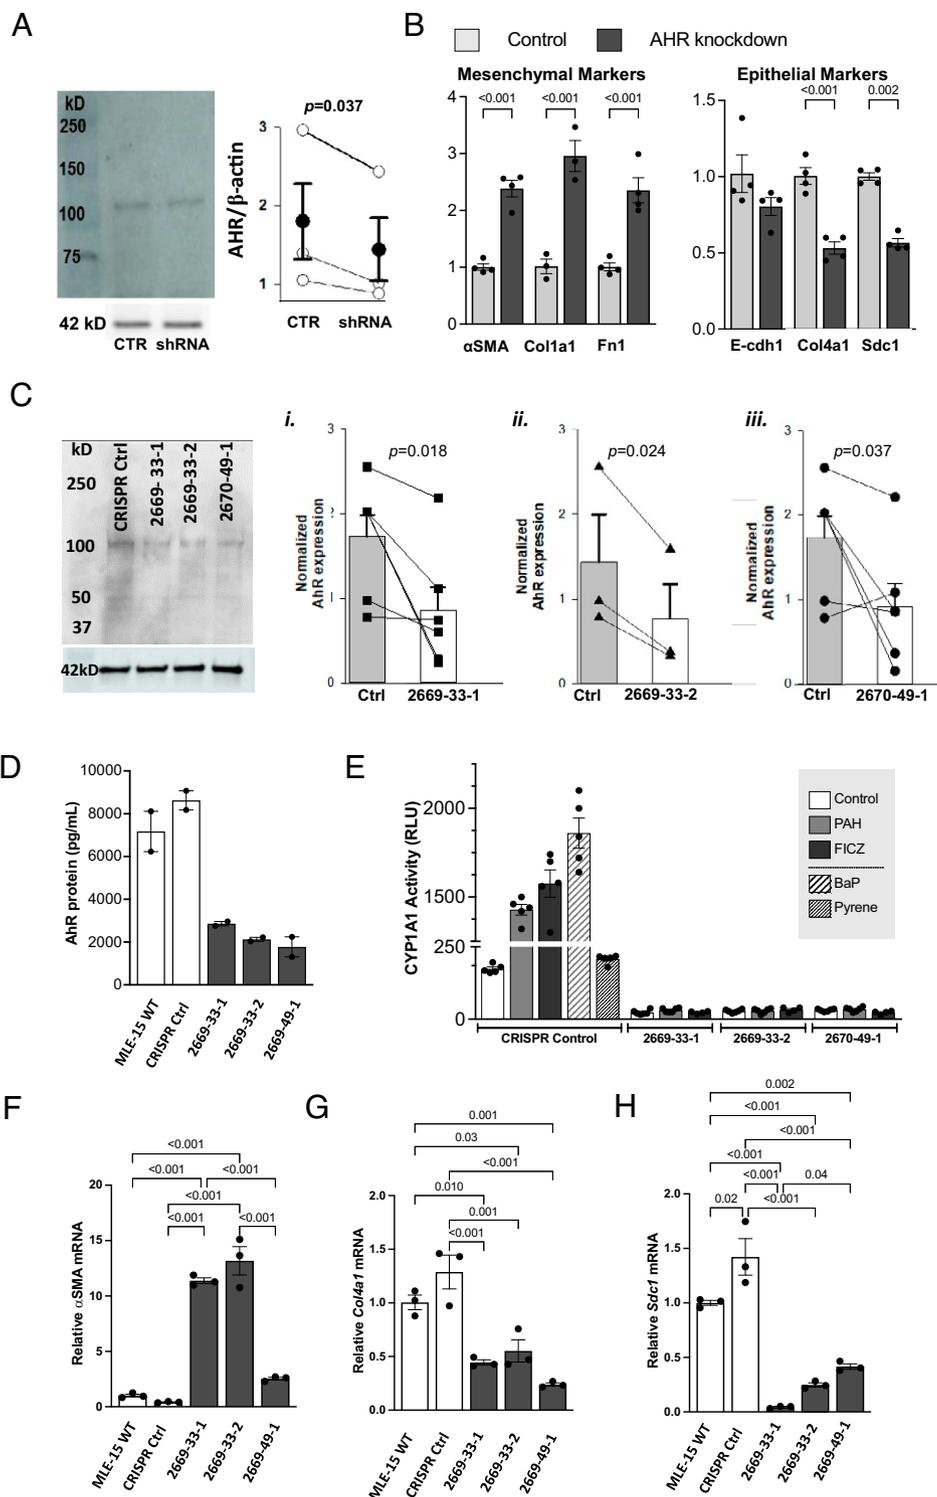 A
B
Control
AHR knockdown
kD
250
150
100
75
42 kD
CTR shRNA
AHR/β-actin
p=0.037
3
2
1
CTR shRNA
Mesenchymal Markers
<0.001 <0.001 <0.001
4
3
2
1
0
αSMA Col1a1 Fn1
Epithelial Markers
<0.001 0.002
1.5
1.0
0.5
0.0
E-cdh1 Col4a1 Sdc1
C
kD
250
100
50
37
42kD
CRISPR Ctrl
2669- 33-1
2669-33-2
2670-49-1
i.
Normalized
AhR expression
p=0.018
3
2
1
0
Ctrl 2669-33-1
ii.
Normalized
AhR expression
p=0.024
3
2
1
0
Ctrl 2669-33-2
iii.
Normalized
AhR expression
p=0.037
3
2
1
0
Ctrl 2670-49-1
D
AhR protein (pg/mL)
10000
8000
6000
4000
2000
0
MLE-15 WT
CRISPR Ctrl
2669-33-1
2669-33-2
2669-49-1
E
CYP1A1 Activity (RLU)
2000
1500
250
0
CRISPR Control 2669-33-1 2669-33-2 2670-49-1
Control
PAH
FICZ
BaP
Pyrene
F
Relative αSMA mRNA
<0.001
<0.001 <0.001
<0.001
<0.001 <0.001
20
15
10
5
0
MLE-15 WT
CRISPR Ctrl
2669-33-1
2669-33-2
2669-49-1
G
Relative Col4a1 mRNA
0.001
0.03
<0.001
0.010
0.001
<0.001
2.0
1.5
1.0
0.5
0.0
MLE-15 WT
CRISPR Ctrl
2669-33-1
2669-33-2
2669-49-1
H
Relative Sdc1 mRNA
0.002
<0.001
<0.001
<0.001
<0.001 0.04
0.02 <0.001
2.0
1.5
1.0
0.5
0.0
MLE-15 WT
CRISPR Ctrl
2669-33-1
2669-33-2
2669-49-1